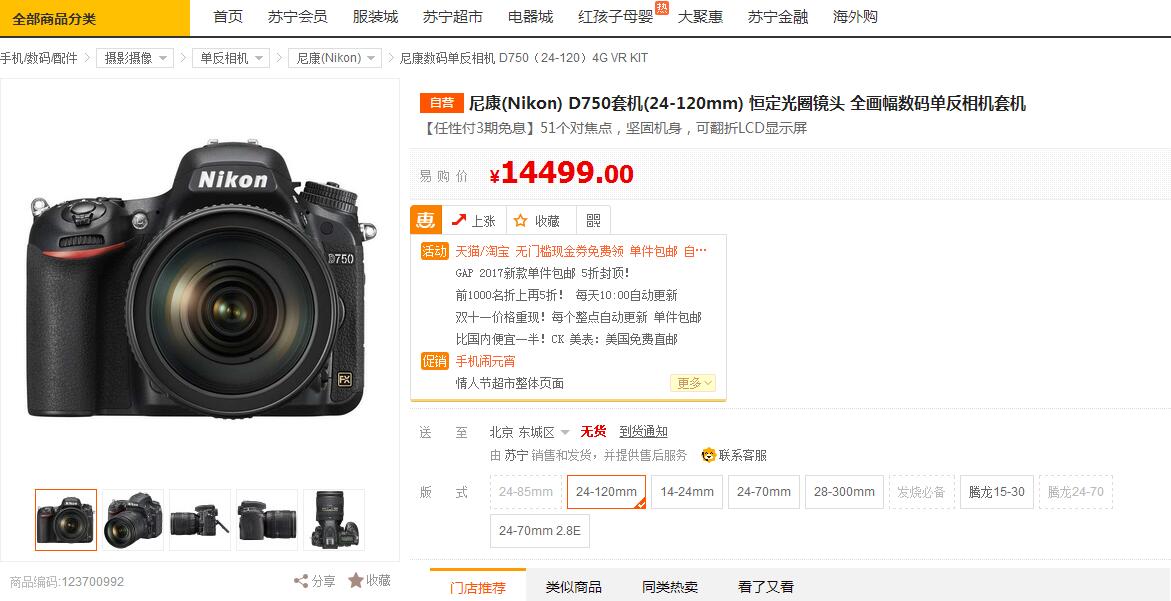 全部商品分类 首页 苏宁会员 服装城 苏宁超市 电器城 红孩子母婴 热 大聚惠 苏宁金融 海外购
手机/数码/配件 摄影摄像 单反相机 尼康(Nikon) 尼康数码单反相机 D750（24-120）4G VR KIT
自营 尼康(Nikon) D750套机(24-120mm) 恒定光圈镜头 全画幅数码单反相机套机
【任性付3期免息】51个对焦点，坚固机身，可翻折LCD显示屏
易购价 ¥14499.00
Nikon
D750
FX
惠 上涨 收藏
活动 天猫/淘宝 无门槛现金券免费领 单件包邮 自…
GAP 2017新款单件包邮 5折封顶！
前1000名折上再5折！ 每天10:00自动更新
双十一价格重现！每个整点自动更新 单件包邮
比国内便宜一半！CK 美表：美国免费直邮
促销 手机闹元宵
情人节超市整体页面 更多
送至 北京 东城区 无货 到货通知
由 苏宁 销售和发货，并提供售后服务 联系客服
版式 24-85mm 24-120mm 14-24mm 24-70mm 28-300mm 发烧必备 腾龙15-30 腾龙24-70
24-70mm 2.8E
商品编码:123700992 分享 收藏
门店推荐 类似商品 同类热卖 看了又看